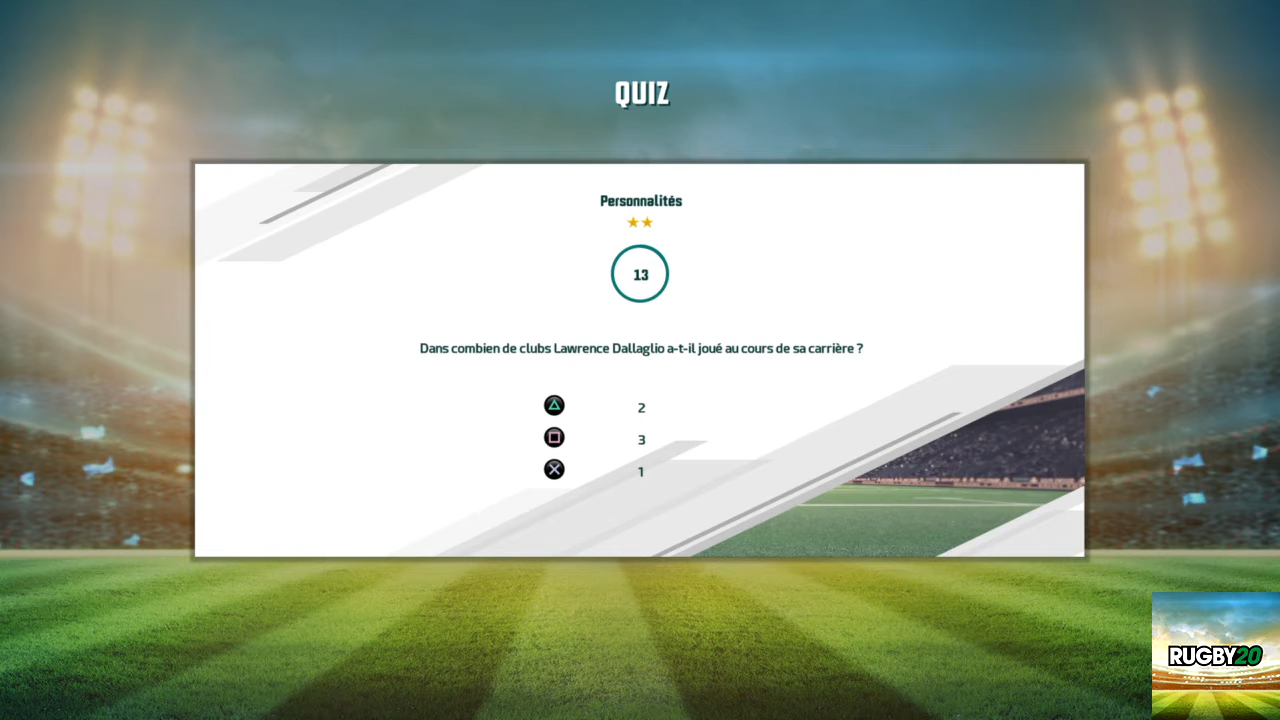 QUIZ
Personnalités
13
Dans combien de clubs Lawrence Dallaglio a-t-il joué au cours de sa carrière ?
2
3
1
RUGBY20